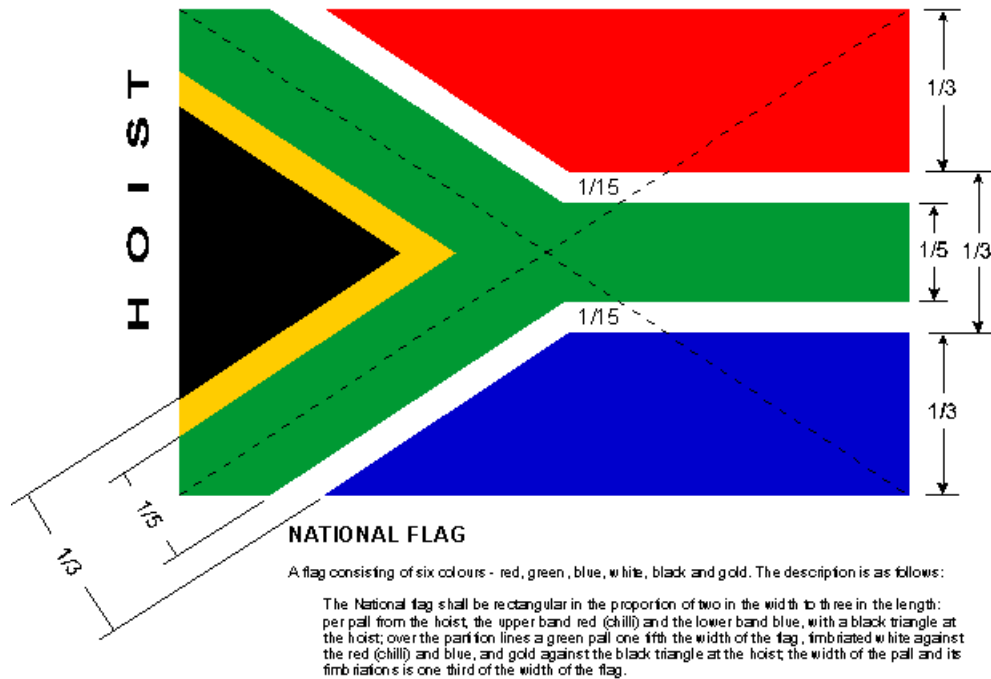 HOIST
1/3
1/15
1/5
1/3
1/15
1/3
1/5
1/3
NATIONAL FLAG
A flag consisting of six colours - red, green, blue, white, black and gold. The description is as follows:
The National flag shall be rectangular in the proportion of two in the width to three in the length:
per pall from the hoist, the upper band red (chilli) and the lower band blue, with a black triangle at
the hoist; over the partition lines a green pall one fifth the width of the flag, fimbriated white against
the red (chilli) and blue, and gold against the black triangle at the hoist; the width of the pall and its
fimbriations is one third of the width of the flag.